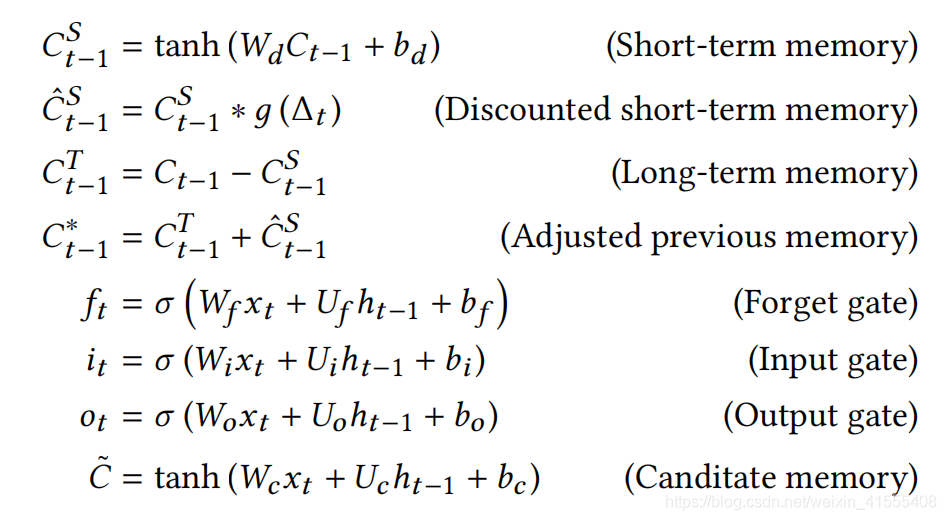 C^S_{t−1} = tanh (W_d C_{t−1} + b_d) (Short-term memory)
Ĉ^S_{t−1} = C^S_{t−1} * g (Δ_t) (Discounted short-term memory)
C^T_{t−1} = C_{t−1} − C^S_{t−1} (Long-term memory)
C^*_{t−1} = C^T_{t−1} + Ĉ^S_{t−1} (Adjusted previous memory)
f_t = σ (W_f x_t + U_f h_{t−1} + b_f) (Forget gate)
i_t = σ (W_i x_t + U_i h_{t−1} + b_i) (Input gate)
o_t = σ (W_o x_t + U_o h_{t−1} + b_o) (Output gate)
C̃ = tanh (W_c x_t + U_c h_{t−1} + b_c) (Canditate memory)
https://blog.csdn.net/weixin_41555408